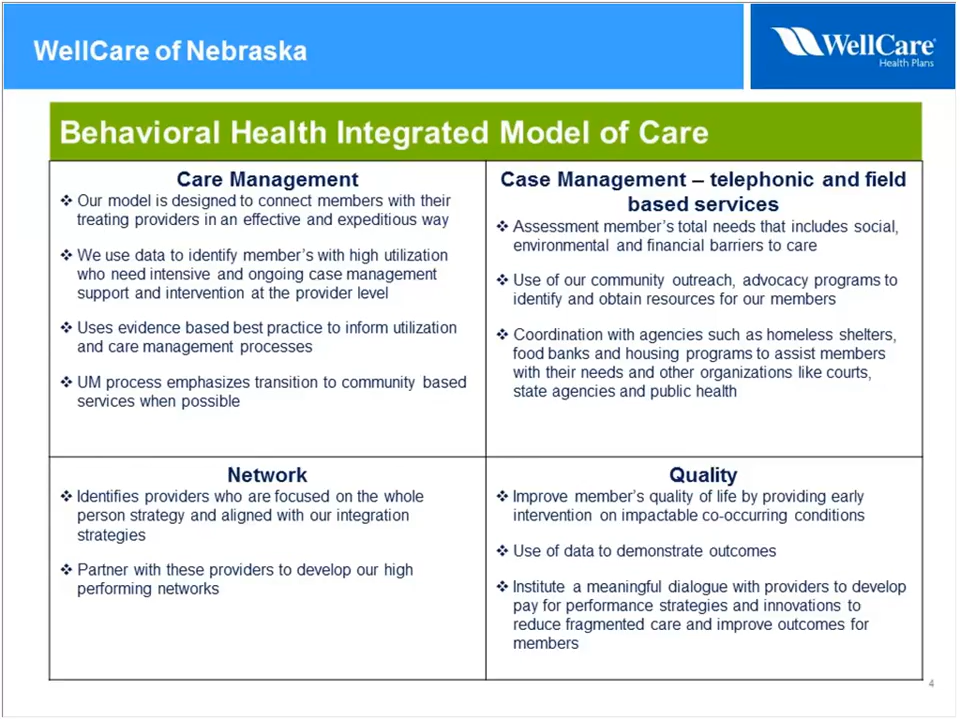 WellCare of Nebraska
WellCare®
Health Plans
Behavioral Health Integrated Model of Care
Care Management
❖ Our model is designed to connect members with their
treating providers in an effective and expeditious way
❖ We use data to identify member’s with high utilization
who need intensive and ongoing case management
support and intervention at the provider level
❖ Uses evidence based best practice to inform utilization
and care management processes
❖ UM process emphasizes transition to community based
services when possible
Case Management – telephonic and field
based services
❖ Assessment member’s total needs that includes social,
environmental and financial barriers to care
❖ Use of our community outreach, advocacy programs to
identify and obtain resources for our members
❖ Coordination with agencies such as homeless shelters,
food banks and housing programs to assist members
with their needs and other organizations like courts,
state agencies and public health
Network
❖ Identifies providers who are focused on the whole
person strategy and aligned with our integration
strategies
❖ Partner with these providers to develop our high
performing networks
Quality
❖ Improve member’s quality of life by providing early
intervention on impactable co-occurring conditions
❖ Use of data to demonstrate outcomes
❖ Institute a meaningful dialogue with providers to develop
pay for performance strategies and innovations to
reduce fragmented care and improve outcomes for
members
4